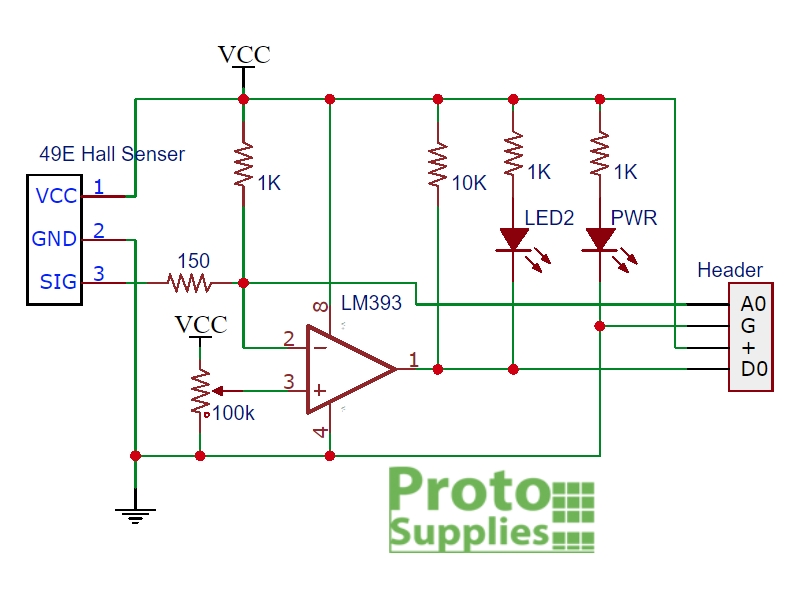 VCC
49E Hall Senser
VCC 1
GND 2
SIG 3
150
1K
10K
1K
1K
LED2
PWR
VCC
100k
8
LM393
2
3
1
4
−
+
Header
A0
G
+
D0
Proto
Supplies